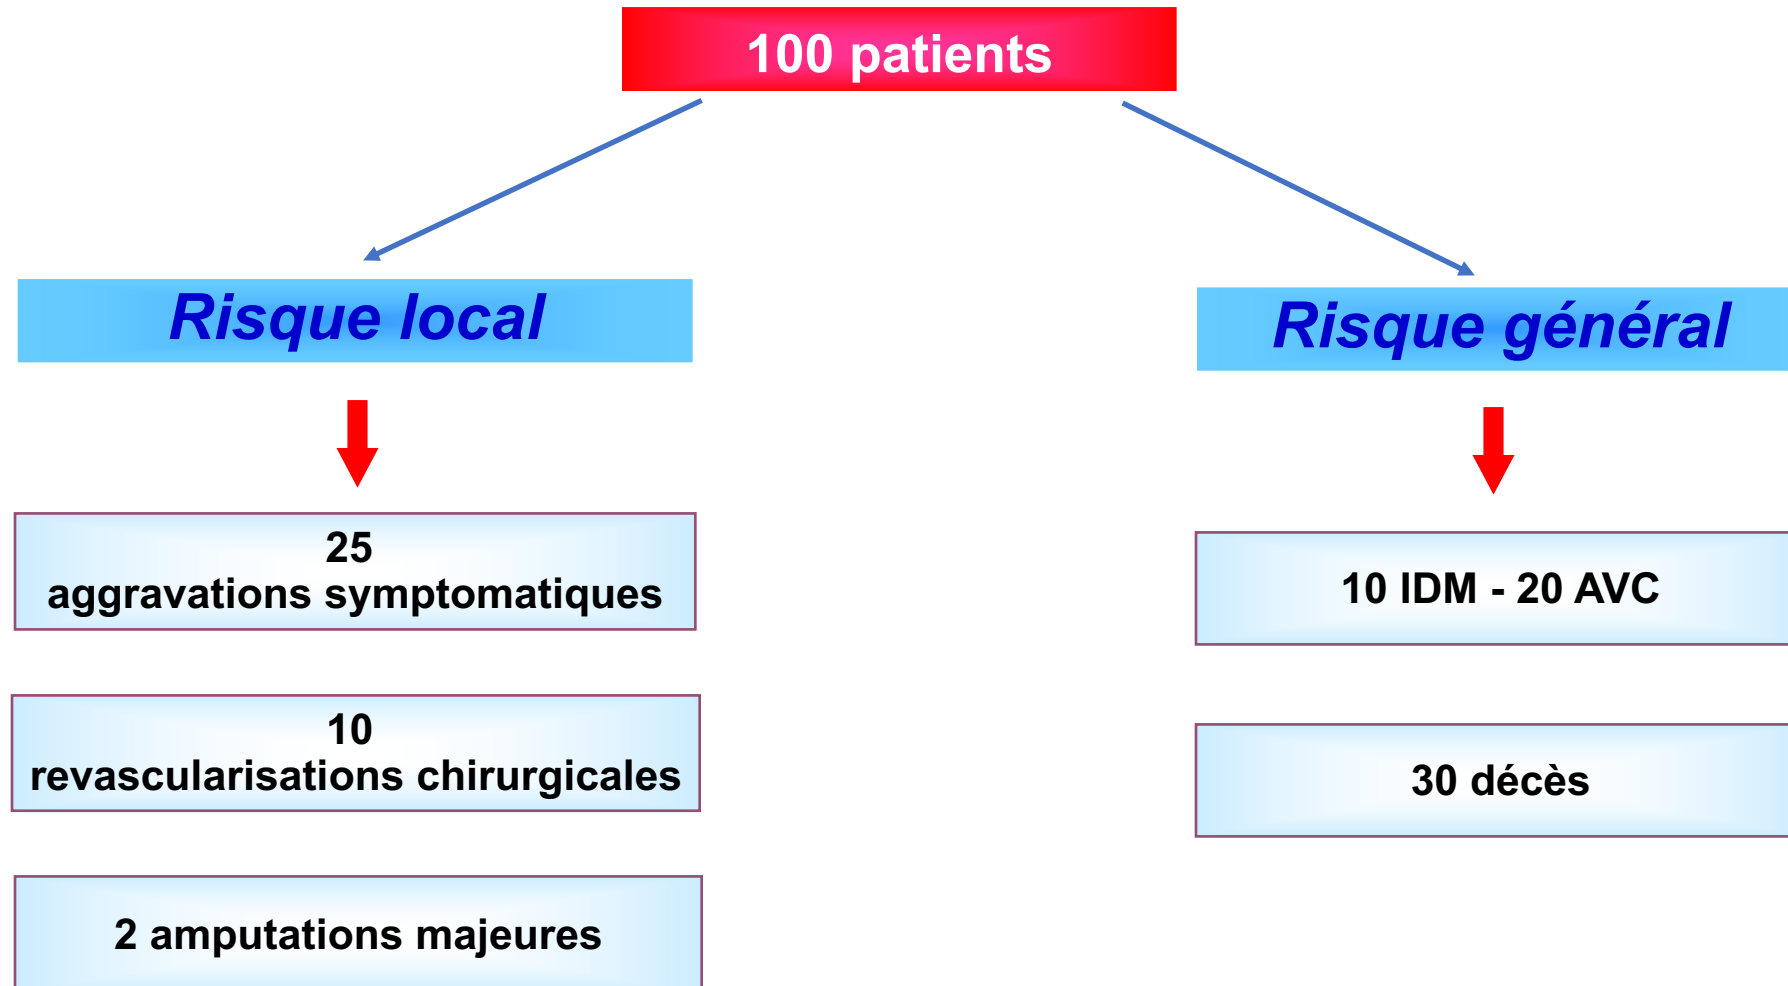 100 patients
Risque local
25
aggravations symptomatiques
10
revascularisations chirurgicales
2 amputations majeures
Risque général
10 IDM - 20 AVC
30 décès